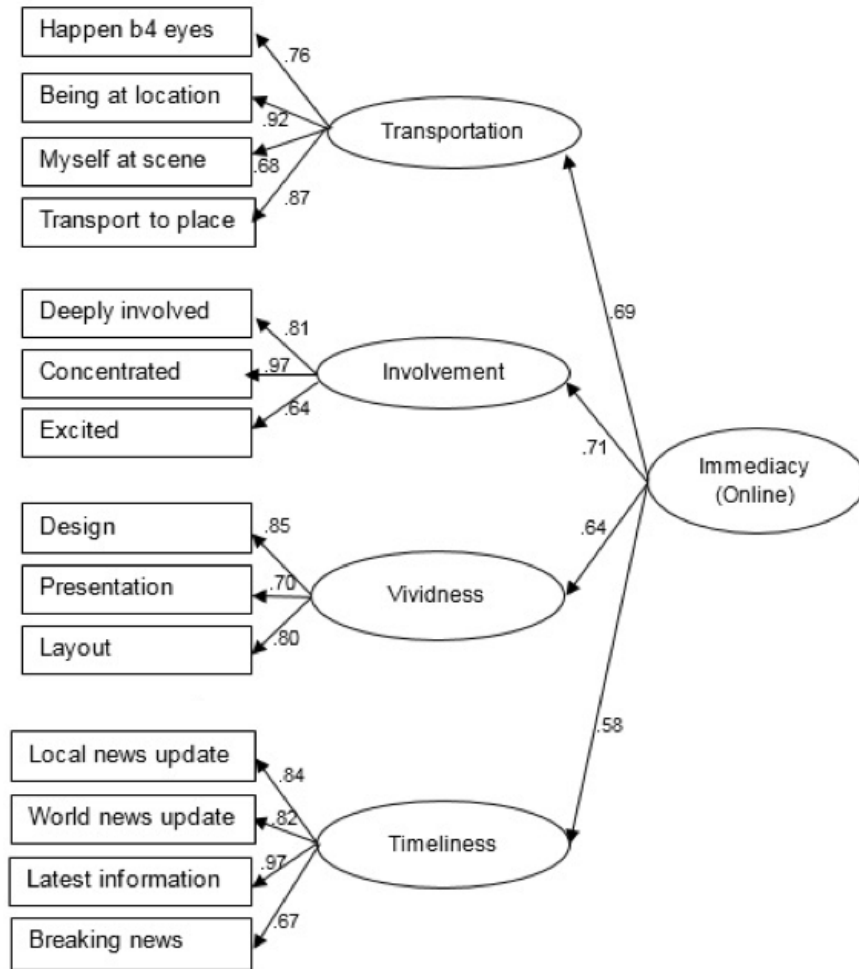 Happen b4 eyes
.76
Being at location
.92
Transportation
Myself at scene
.68
.87
Transport to place
Deeply involved
.81
.69
Concentrated
.97
Involvement
.64
Excited
.71
Immediacy
(Online)
Design
.85
.64
Presentation
.70
Vividness
Layout
.80
.58
Local news update
.84
World news update
.82
Timeliness
.97
Latest information
.67
Breaking news